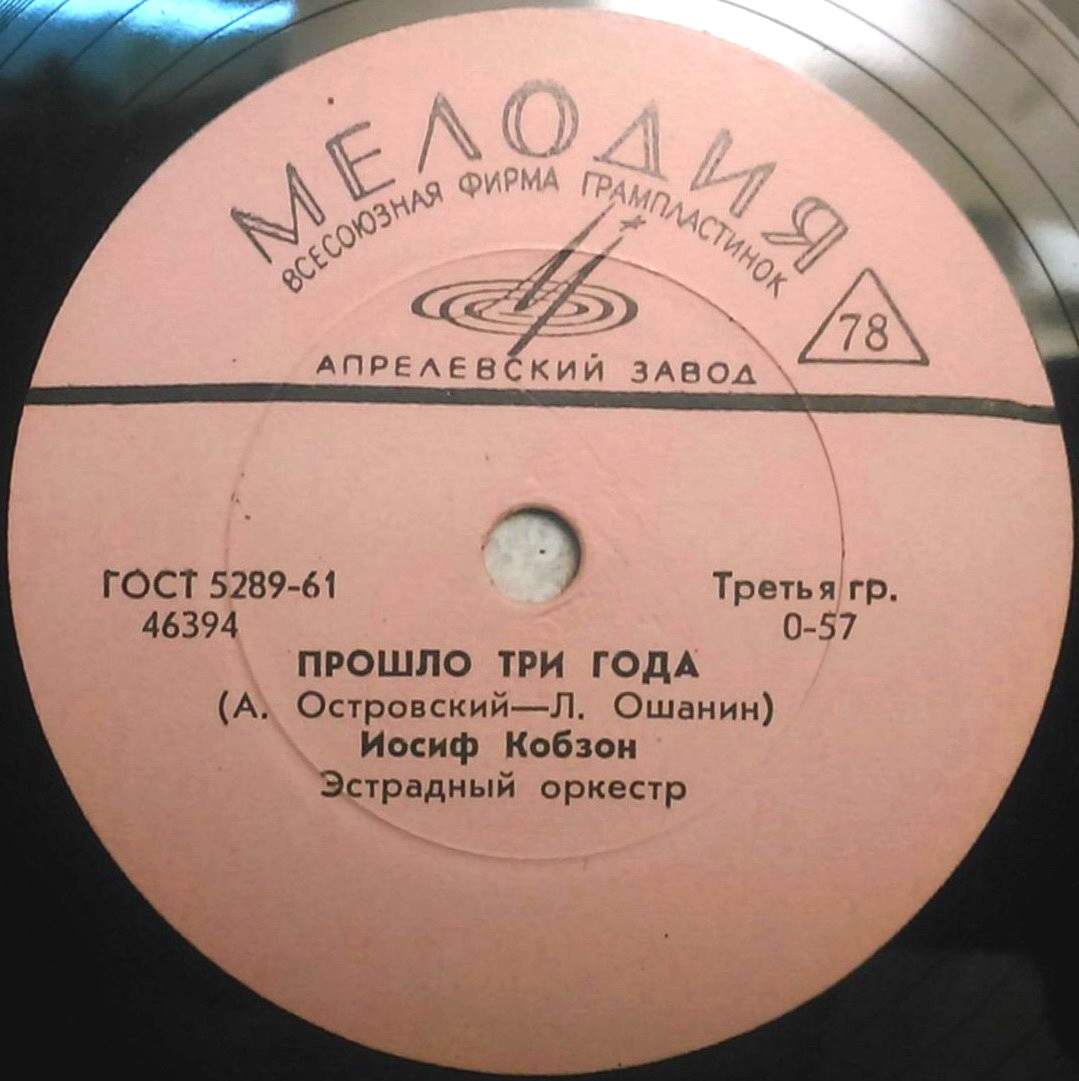 МЕЛОДИЯ
ВСЕСОЮЗНАЯ ФИРМА ГРАМПЛАСТИНОК
78
АПРЕЛЕВСКИЙ ЗАВОД
ГОСТ 5289-61
Третья гр.
46394
0-57
ПРОШЛО ТРИ ГОДА
(А. Островский—Л. Ошанин)
Иосиф Кобзон
Эстрадный оркестр